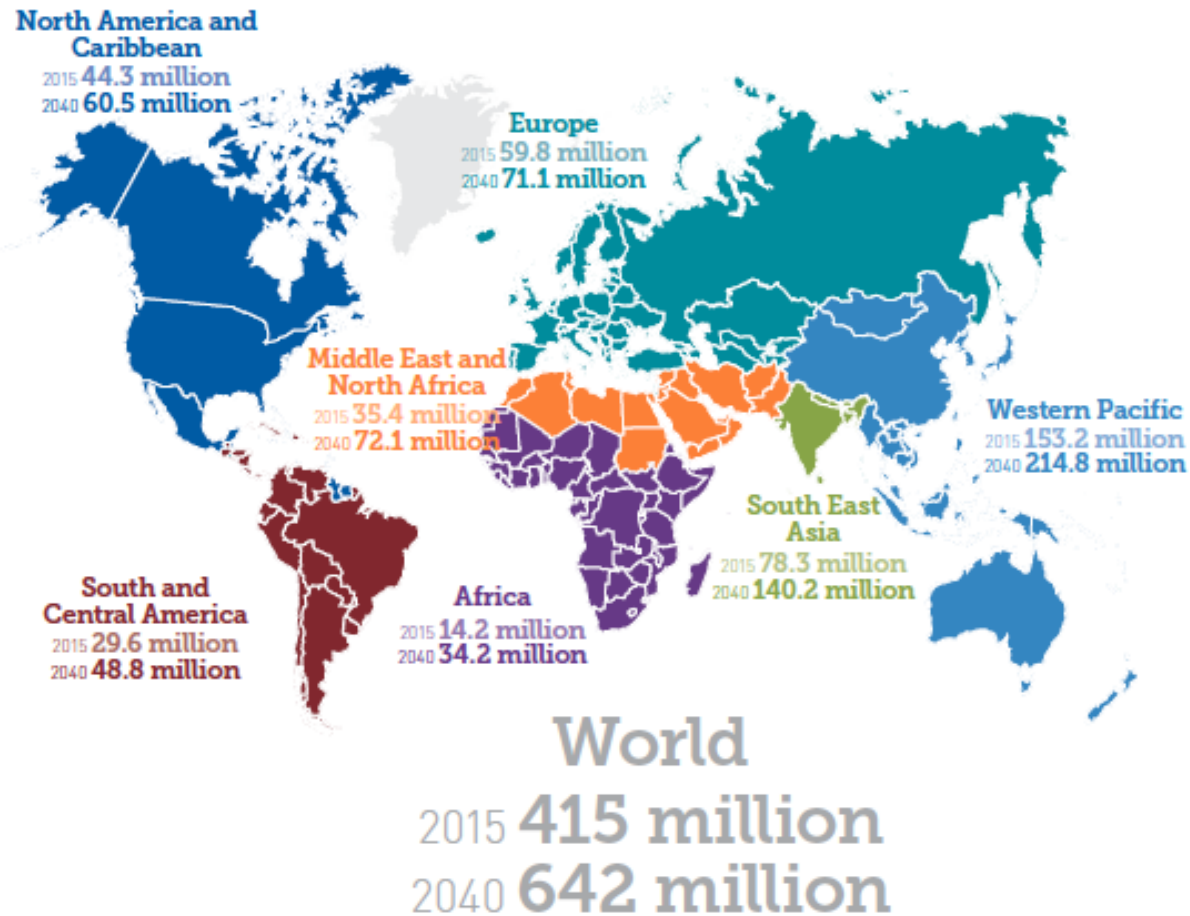 North America and
Caribbean
2015 44.3 million
2040 60.5 million
Europe
2015 59.8 million
2040 71.1 million
Middle East and
North Africa
2015 35.4 million
2040 72.1 million
Western Pacific
2015 153.2 million
2040 214.8 million
South East
Asia
2015 78.3 million
2040 140.2 million
South and
Central America
2015 29.6 million
2040 48.8 million
Africa
2015 14.2 million
2040 34.2 million
World
2015 415 million
2040 642 million